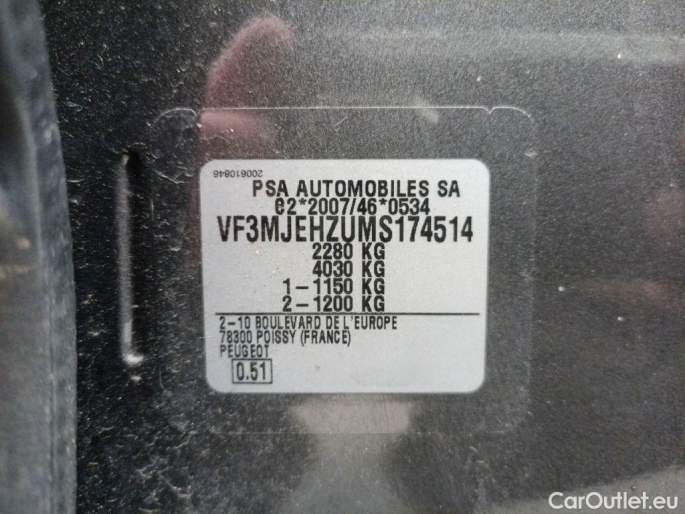 200610846
PSA AUTOMOBILES SA
e2*2007/46*0534
VF3MJEHZUMS174514
2280 KG
4030 KG
1-1150 KG
2-1200 KG
2-10 BOULEVARD DE L'EUROPE
78300 POISSY (FRANCE)
PEUGEOT
0.51
CarOutlet.eu